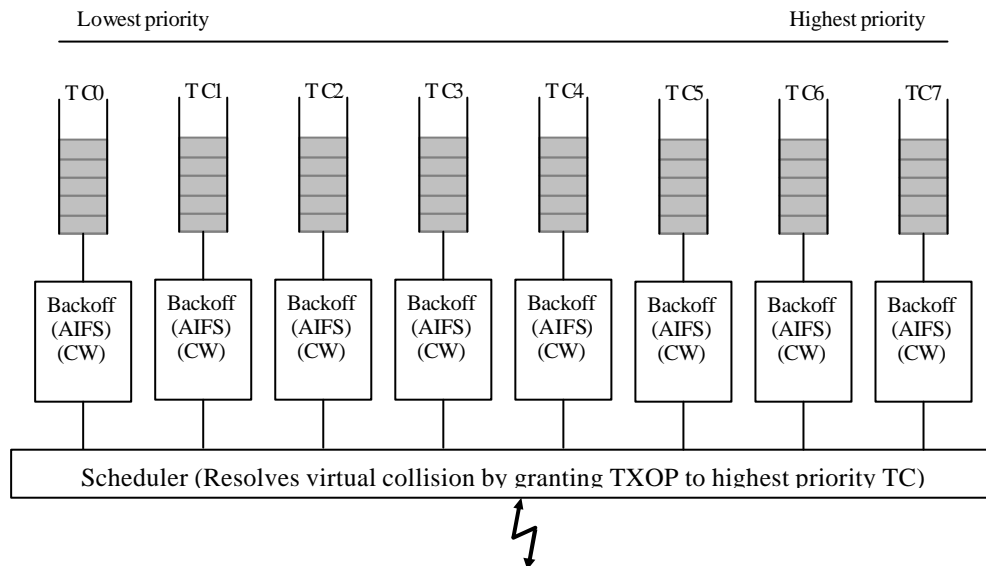 Lowest priority Highest priority
TC0 TC1 TC2 TC3 TC4 TC5 TC6 TC7
Backoff Backoff Backoff Backoff Backoff Backoff Backoff Backoff
(AIFS) (AIFS) (AIFS) (AIFS) (AIFS) (AIFS) (AIFS) (AIFS)
(CW) (CW) (CW) (CW) (CW) (CW) (CW) (CW)
Scheduler (Resolves virtual collision by granting TXOP to highest priority TC)